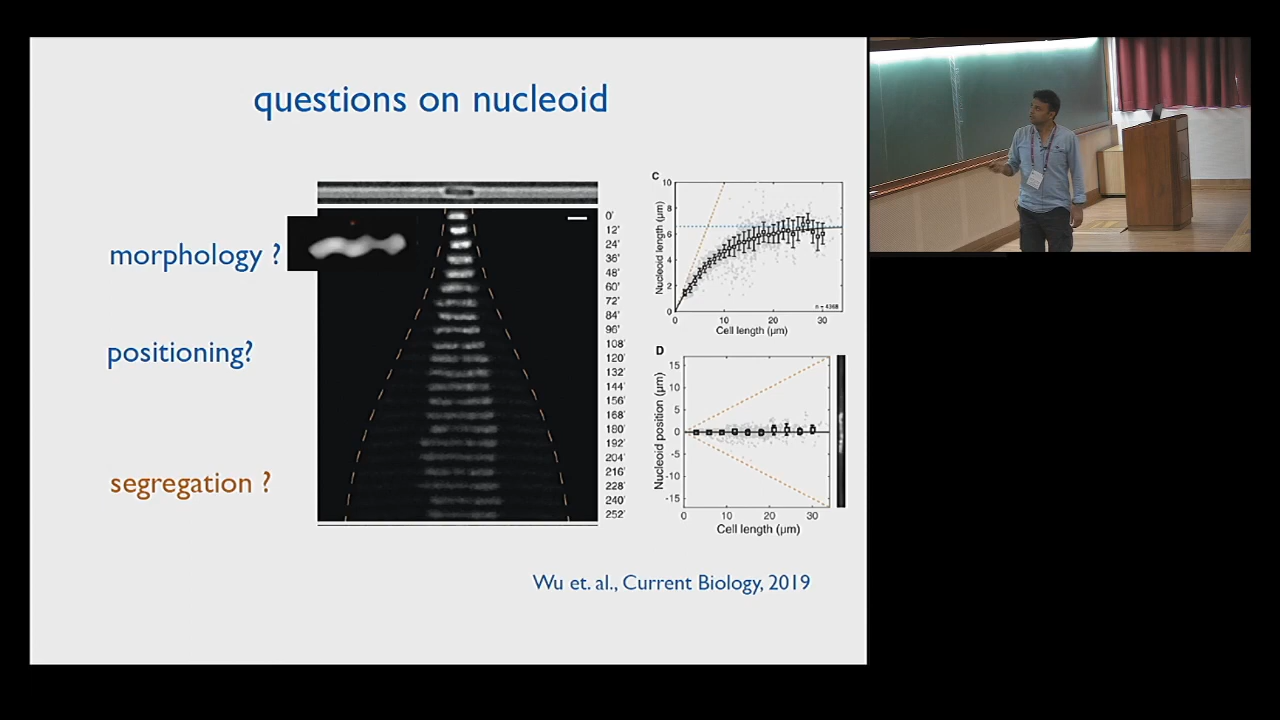 questions on nucleoid
morphology ?
positioning?
segregation ?
0'
12'
24'
36'
48'
60'
72'
84'
96'
108'
120'
132'
144'
156'
168'
180'
192'
204'
216'
228'
240'
252'
C
Nucleoid length (µm)
10
8
6
4
2
0
0 10 20 30
n = 4368
Cell length (µm)
D
Nucleoid position (µm)
15
10
5
0
-5
-10
-15
0 10 20 30
Cell length (µm)
Wu et. al., Current Biology, 2019